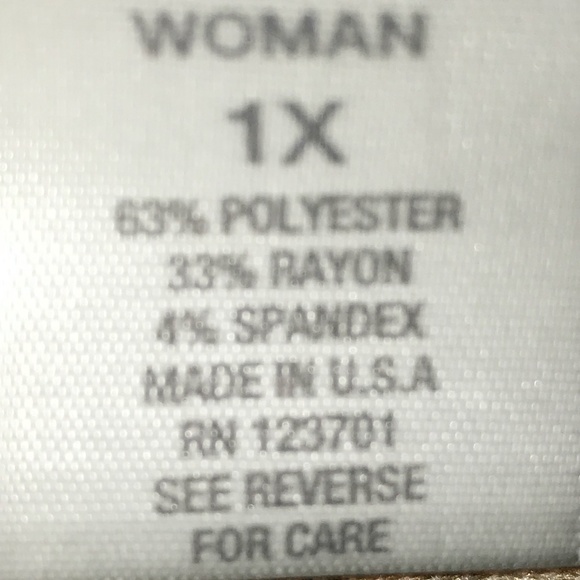 WOMAN
1X
63% POLYESTER
33% RAYON
4% SPANDEX
MADE IN U.S.A
RN 123701
SEE REVERSE
FOR CARE